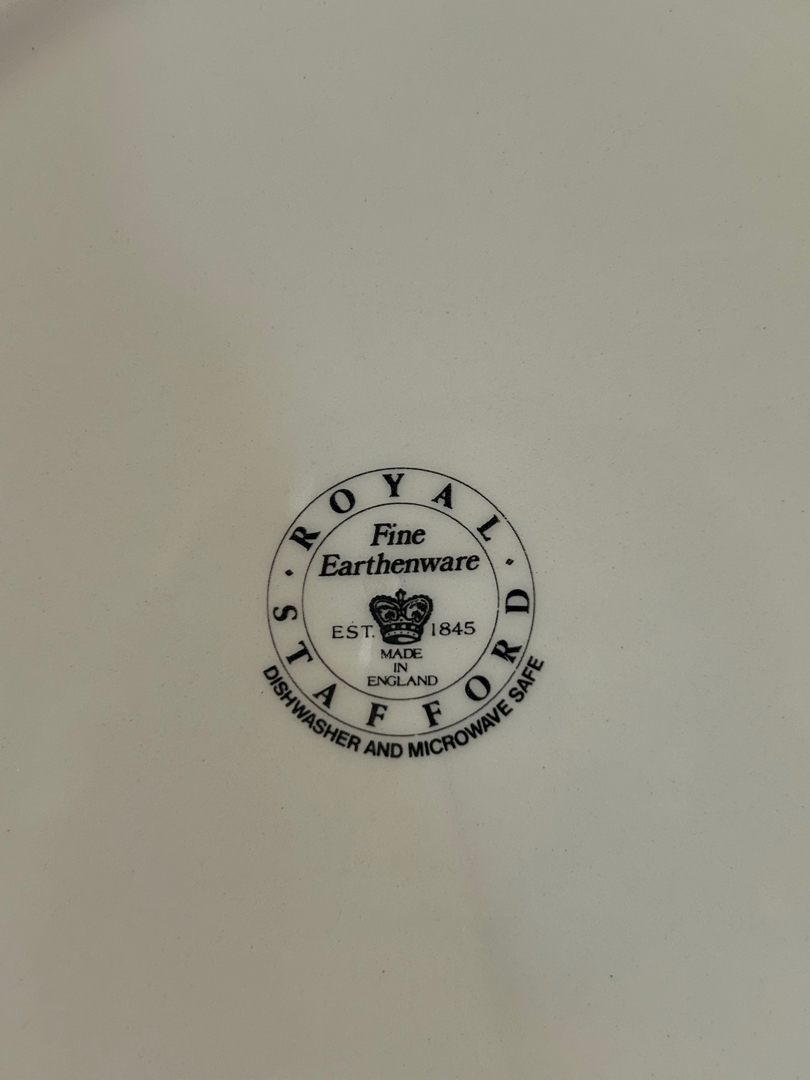 ROYAL
Fine
Earthenware
EST. 1845
MADE
IN
ENGLAND
STAFFORD
DISHWASHER AND MICROWAVE SAFE